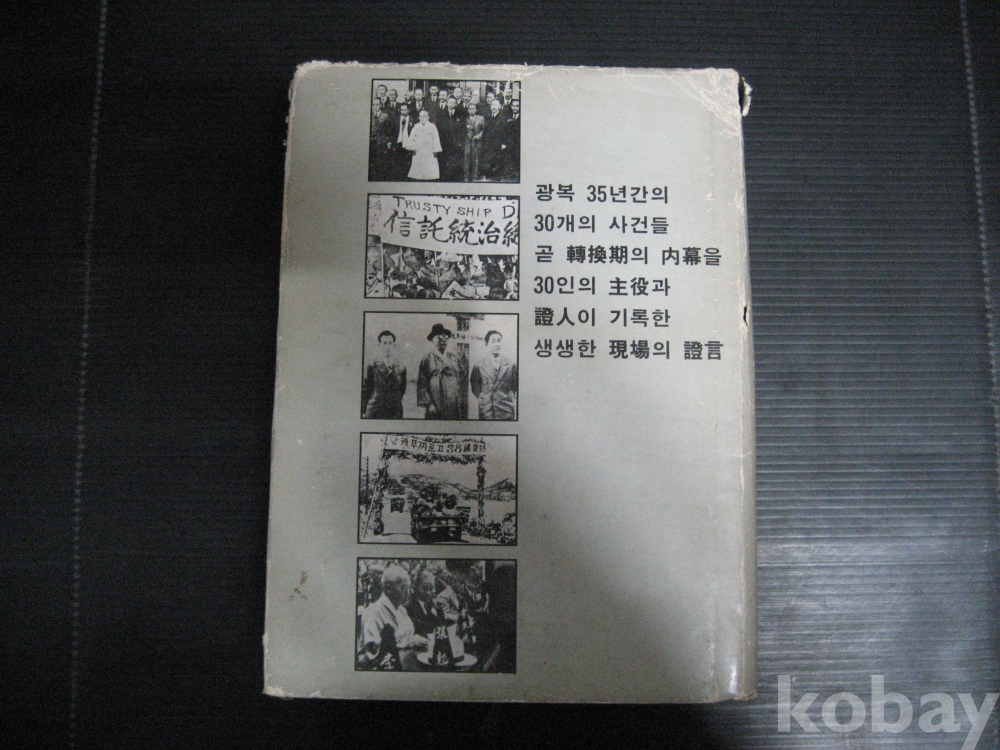 TRUSTY SHIP D
信託統治絕
광복 35년간의
30개의 사건들
곧 轉換期의 内幕을
30인의 主役과
證人이 기록한
생생한 現場의 證言
李
kobay